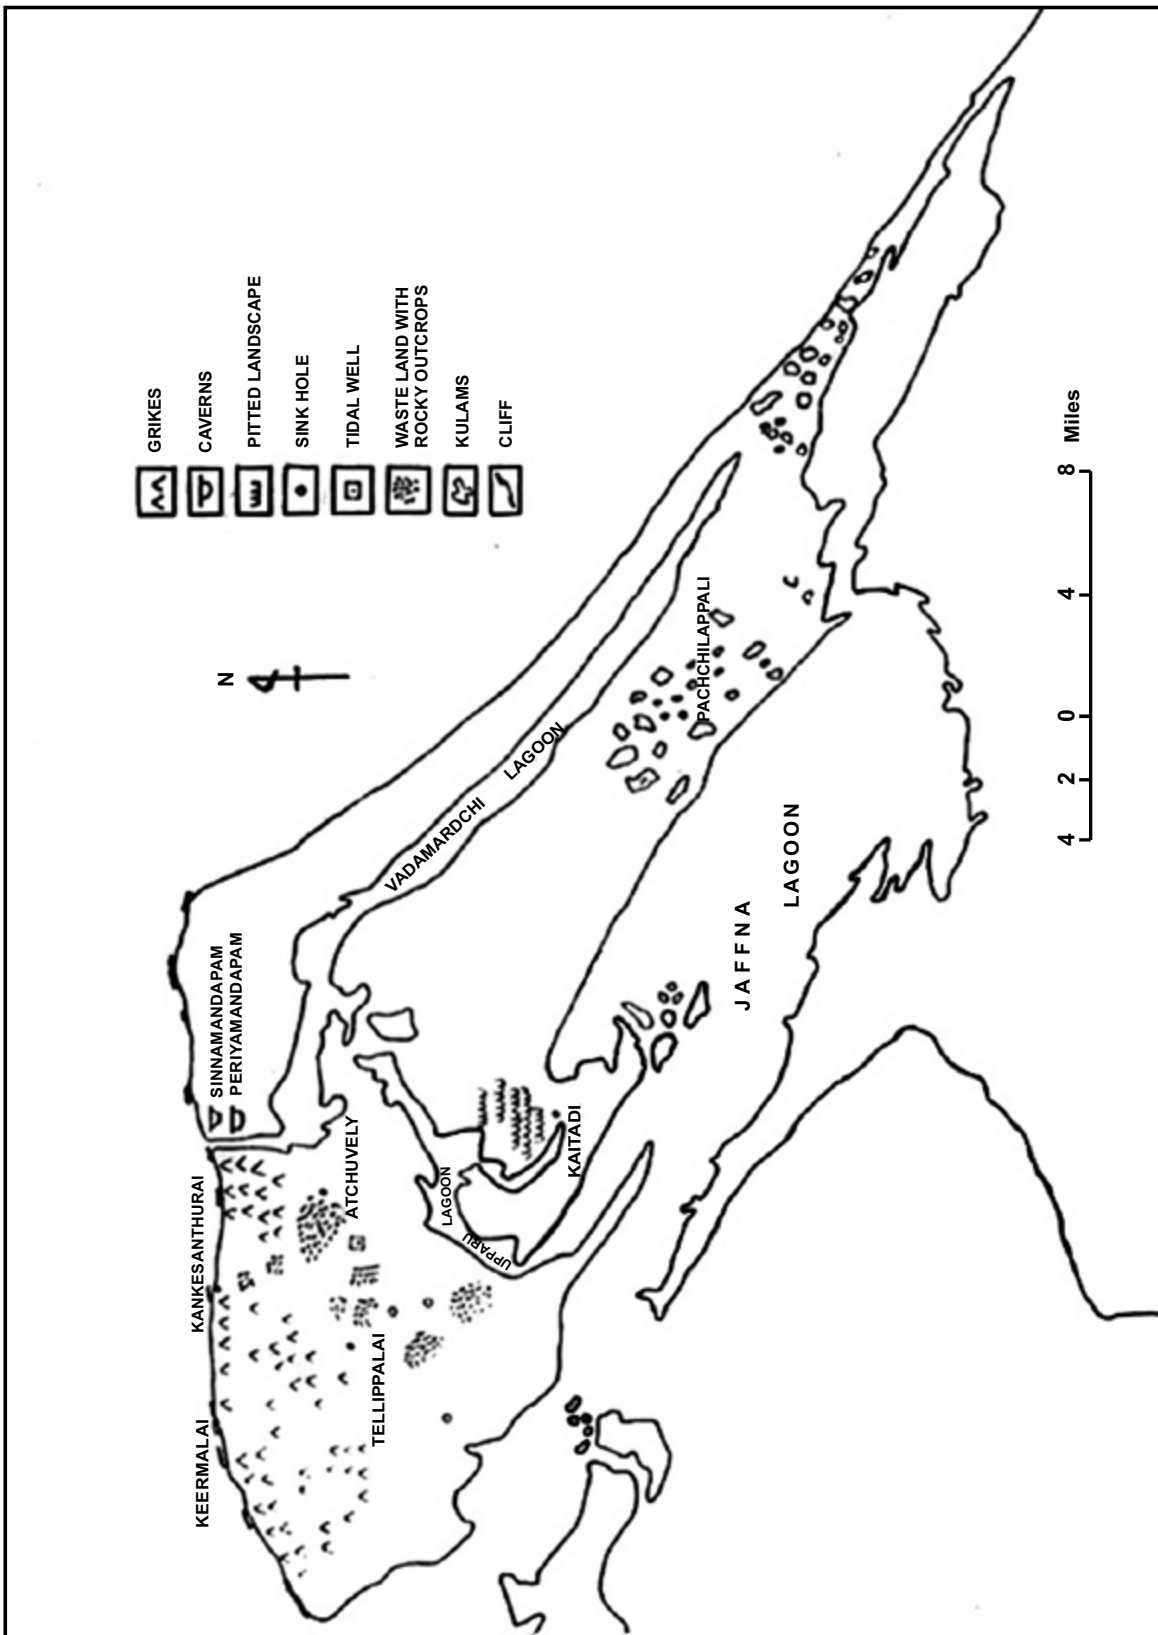 GRIKES
CAVERNS
PITTED LANDSCAPE
SINK HOLE
TIDAL WELL
WASTE LAND WITH
ROCKY OUTCROPS
KULAMS
CLIFF
N
KEERMALAI
KANKESANTHURAI
SINNAMANDAPAM
PERIYAMANDAPAM
ATCHUVELY
TELLIPPALAI
VADAMARDCHI LAGOON
UPPARU LAGOON
KAITADI
PACHCHILAPPALI
JAFFNA
LAGOON
4 2 0 4 8
Miles